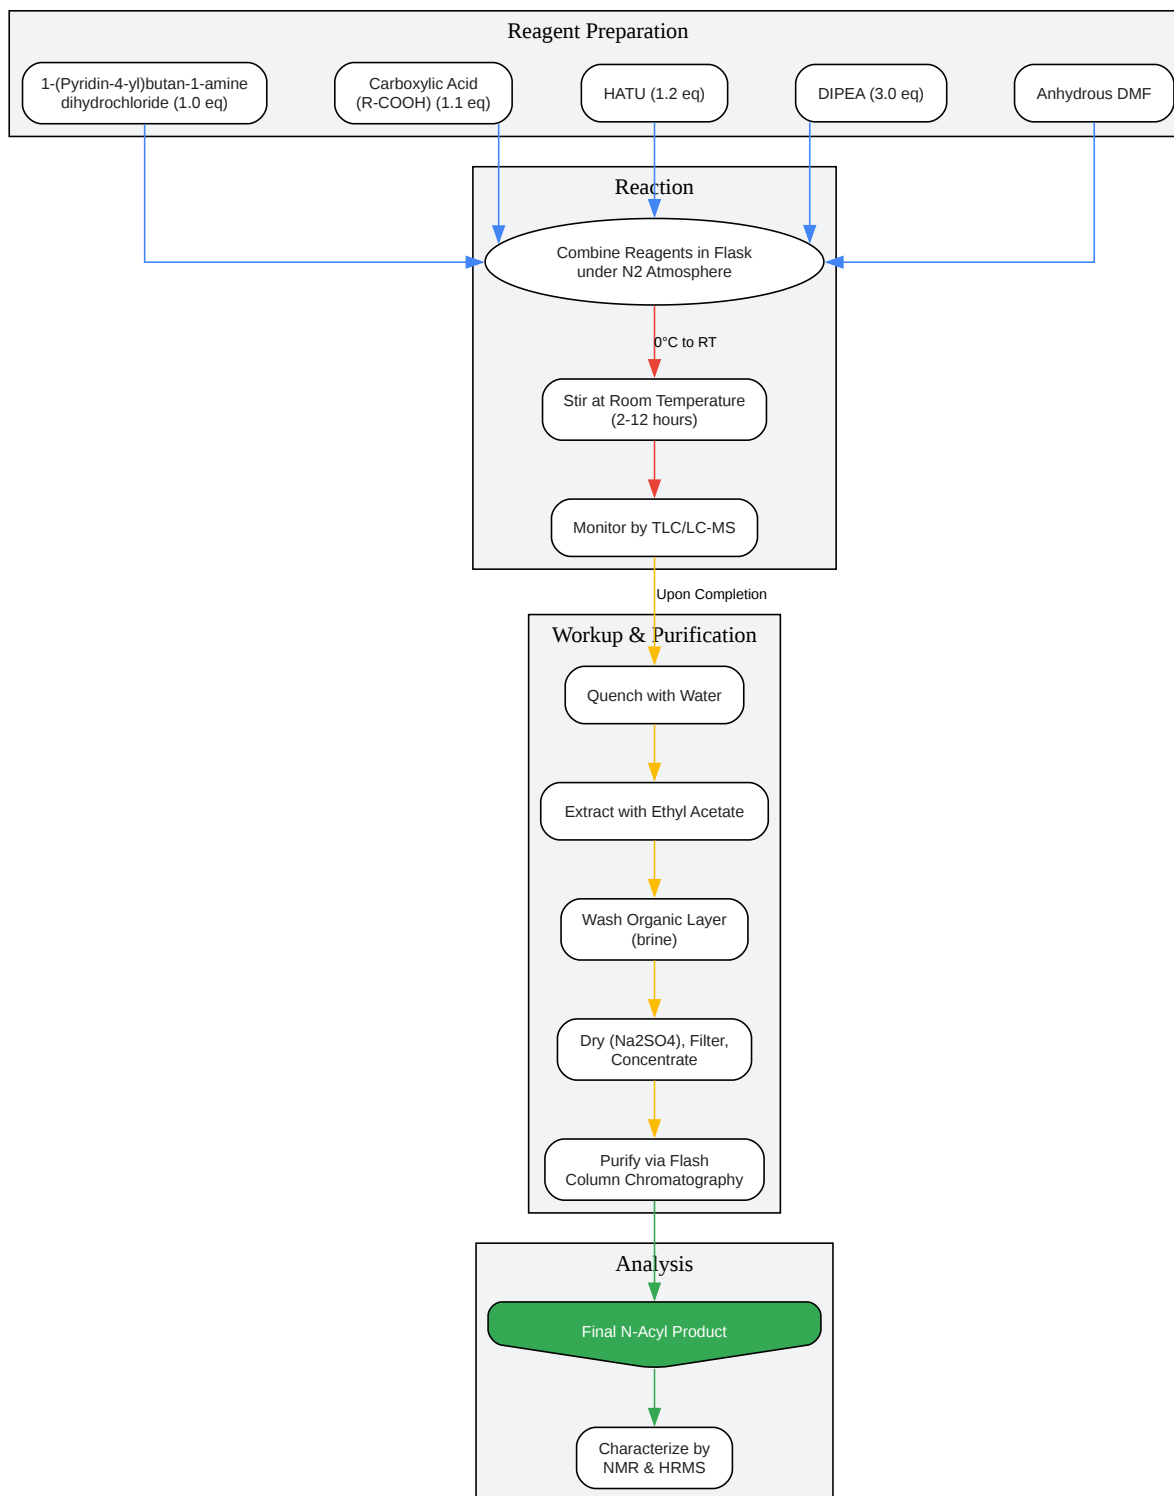 Reagent Preparation
1-(Pyridin-4-yl)butan-1-amine
dihydrochloride (1.0 eq)
Carboxylic Acid
(R-COOH) (1.1 eq)
HATU (1.2 eq)
DIPEA (3.0 eq)
Anhydrous DMF
Reaction
Combine Reagents in Flask
under N2 Atmosphere
0°C to RT
Stir at Room Temperature
(2-12 hours)
Monitor by TLC/LC-MS
Upon Completion
Workup & Purification
Quench with Water
Extract with Ethyl Acetate
Wash Organic Layer
(brine)
Dry (Na2SO4), Filter,
Concentrate
Purify via Flash
Column Chromatography
Analysis
Final N-Acyl Product
Characterize by
NMR & HRMS